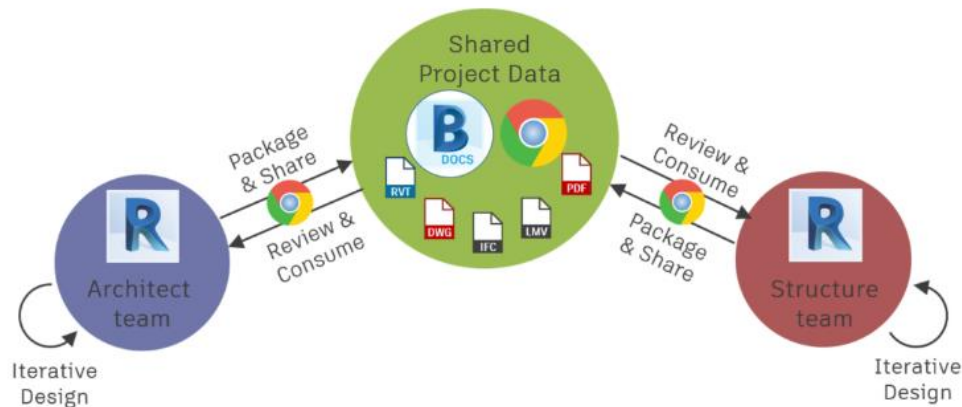 Shared
Project Data
B
DOCS
RVT
DWG
IFC
LMV
PDF
Package
& Share
Review &
Consume
Review &
Consume
Package
& Share
R
Architect
team
R
Structure
team
Iterative
Design
Iterative
Design